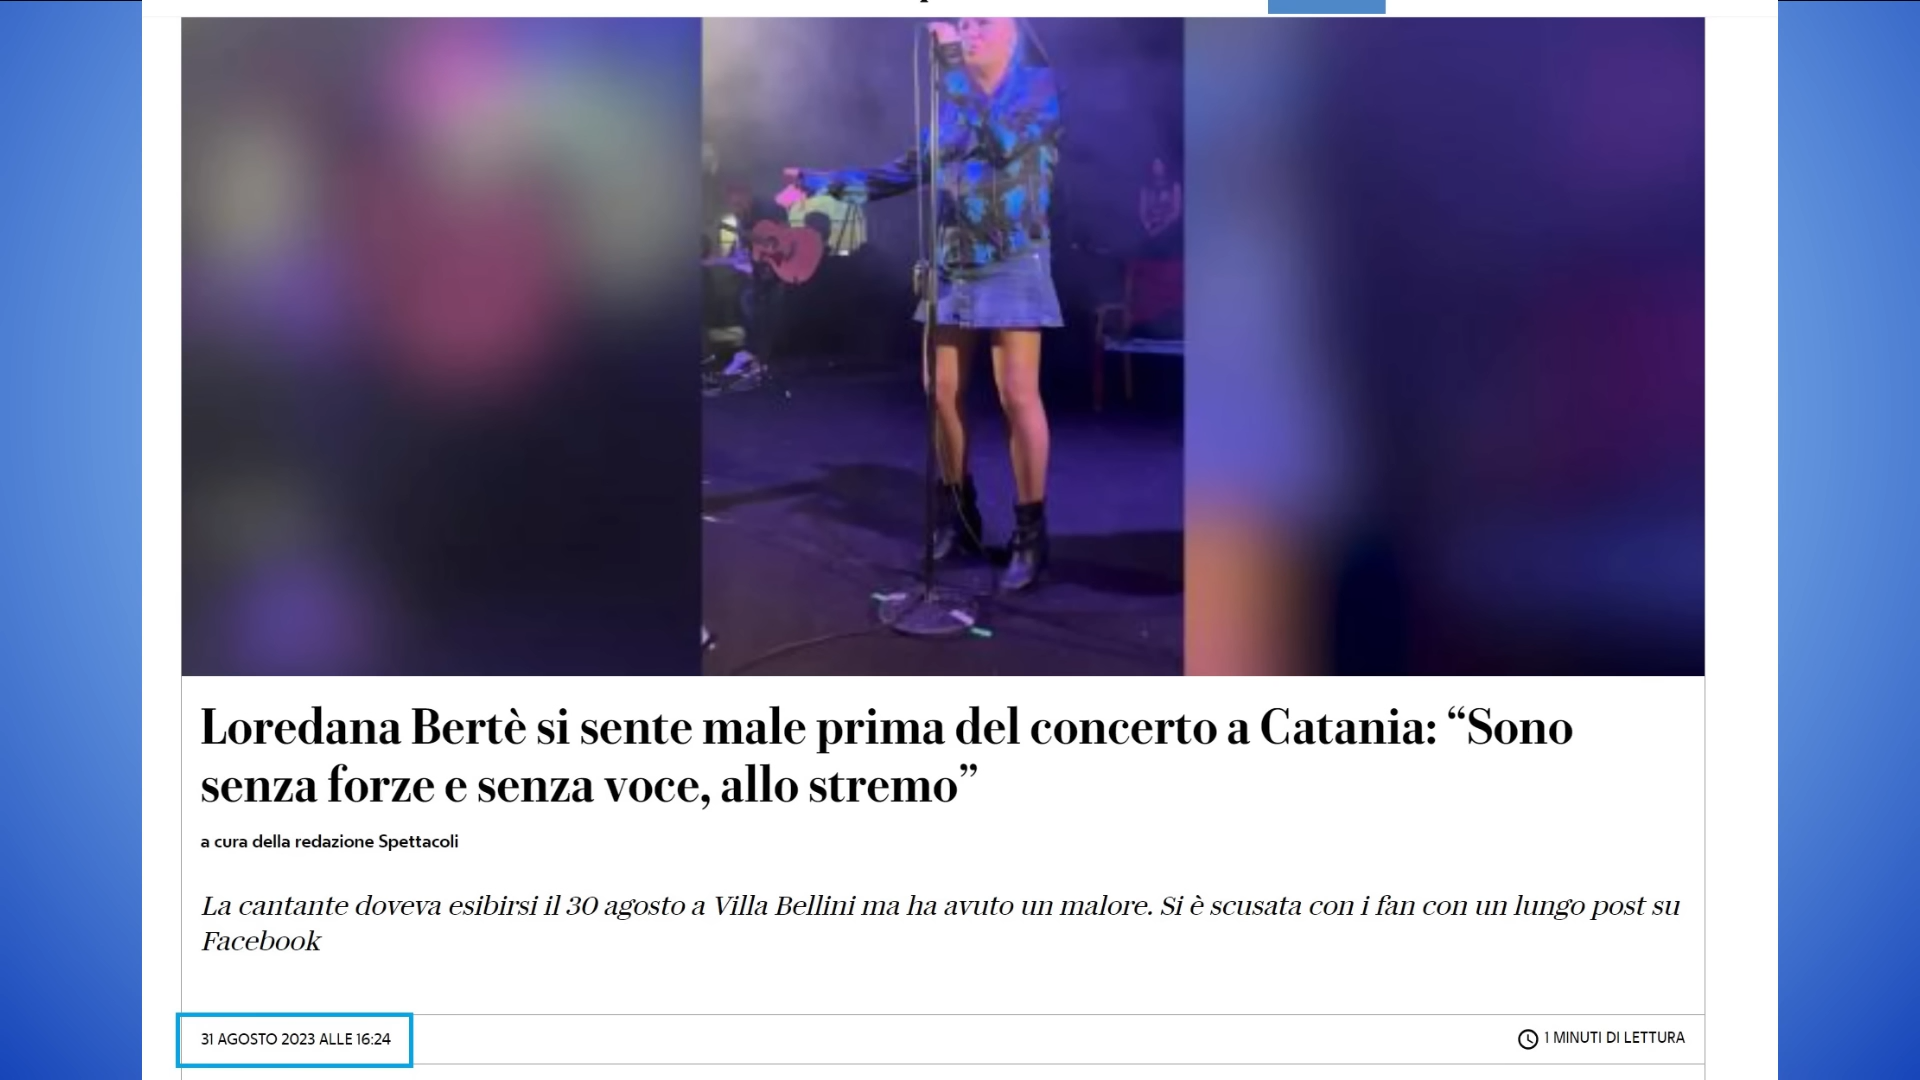 Loredana Bertè si sente male prima del concerto a Catania: “Sono
senza forze e senza voce, allo stremo”
a cura della redazione Spettacoli
La cantante doveva esibirsi il 30 agosto a Villa Bellini ma ha avuto un malore. Si è scusata con i fan con un lungo post su
Facebook
31 AGOSTO 2023 ALLE 16:24
1 MINUTI DI LETTURA